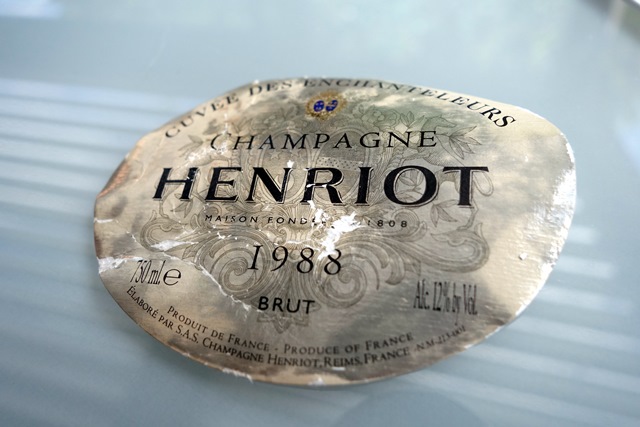 CUVÉE DES ENCHANTELEURS
CHAMPAGNE
HENRIOT
MAISON FONDÉE 1808
1988
750 ml e
BRUT
Alc. 12% by Vol.
PRODUIT DE FRANCE - PRODUCE OF FRANCE
ÉLABORÉ PAR S.A.S. CHAMPAGNE HENRIOT, REIMS, FRANCE